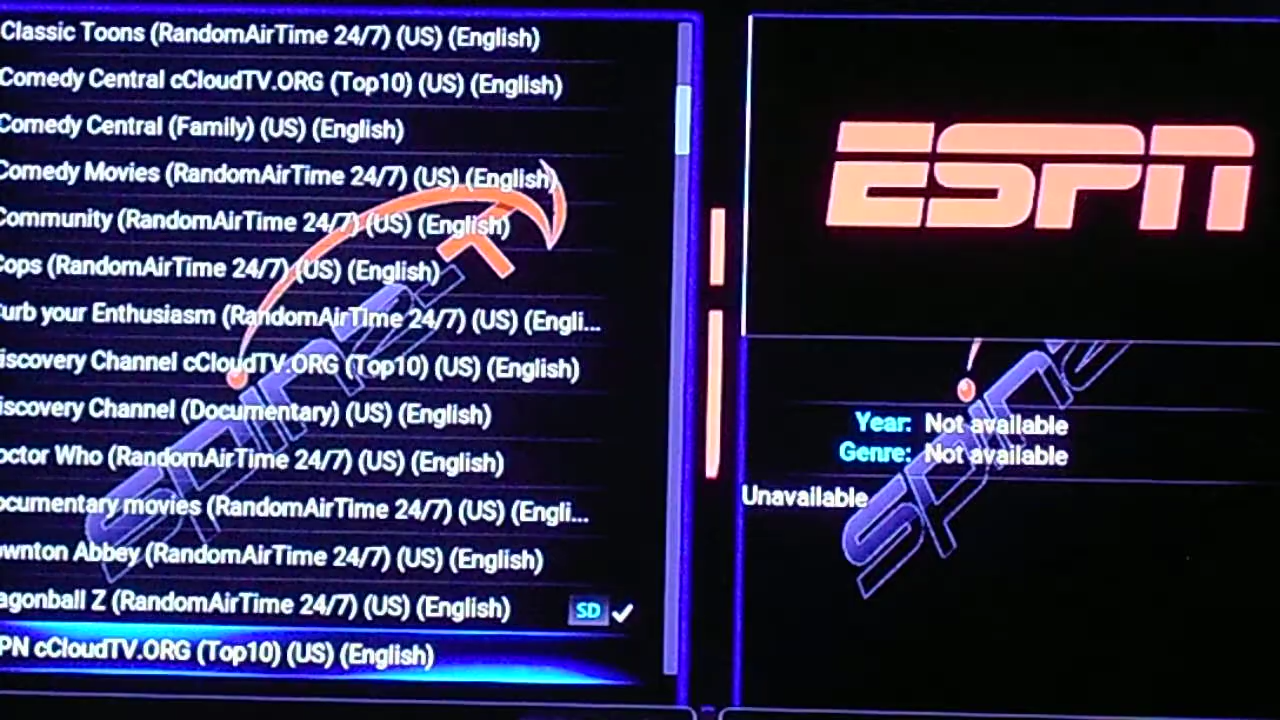 Classic Toons (RandomAirTime 24/7) (US) (English)
Comedy Central cCloudTV.ORG (Top10) (US) (English)
Comedy Central (Family) (US) (English)
Comedy Movies (RandomAirTime 24/7) (US) (English)
Community (RandomAirTime 24/7) (US) (English)
Cops (RandomAirTime 24/7) (US) (English)
urb your Enthusiasm (RandomAirTime 24/7) (US) (Engli...
iscovery Channel cCloudTV.ORG (Top10) (US) (English)
iscovery Channel (Documentary) (US) (English)
octor Who (RandomAirTime 24/7) (US) (English)
ocumentary movies (RandomAirTime 24/7) (US) (Engli...
ownton Abbey (RandomAirTime 24/7) (US) (English)
agonball Z (RandomAirTime 24/7) (US) (English) SD
PN cCloudTV.ORG (Top10) (US) (English)
ESPN
Year: Not available
Genre: Not available
Unavailable